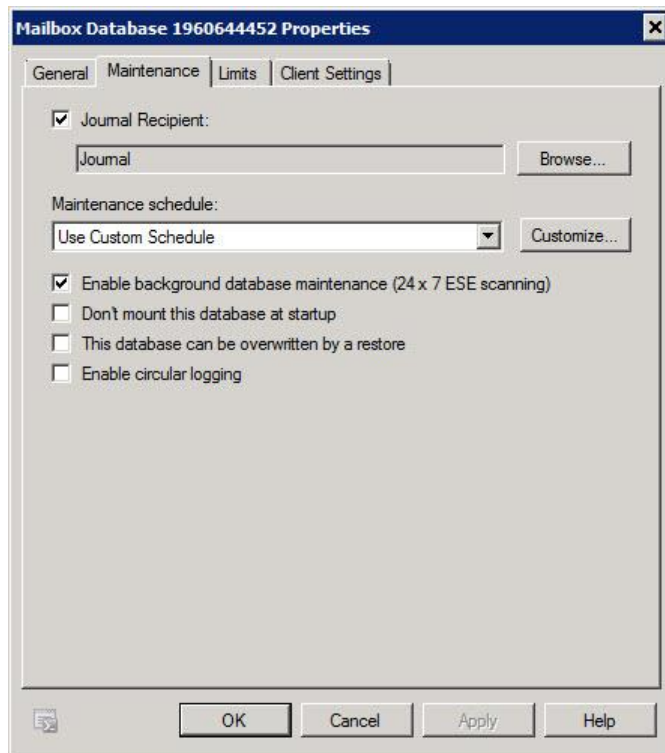 Mailbox Database 1960644452 Properties
General Maintenance Limits Client Settings
Journal Recipient:
Journal Browse...
Maintenance schedule:
Use Custom Schedule Customize...
Enable background database maintenance (24 x 7 ESE scanning)
Don't mount this database at startup
This database can be overwritten by a restore
Enable circular logging
OK Cancel Apply Help